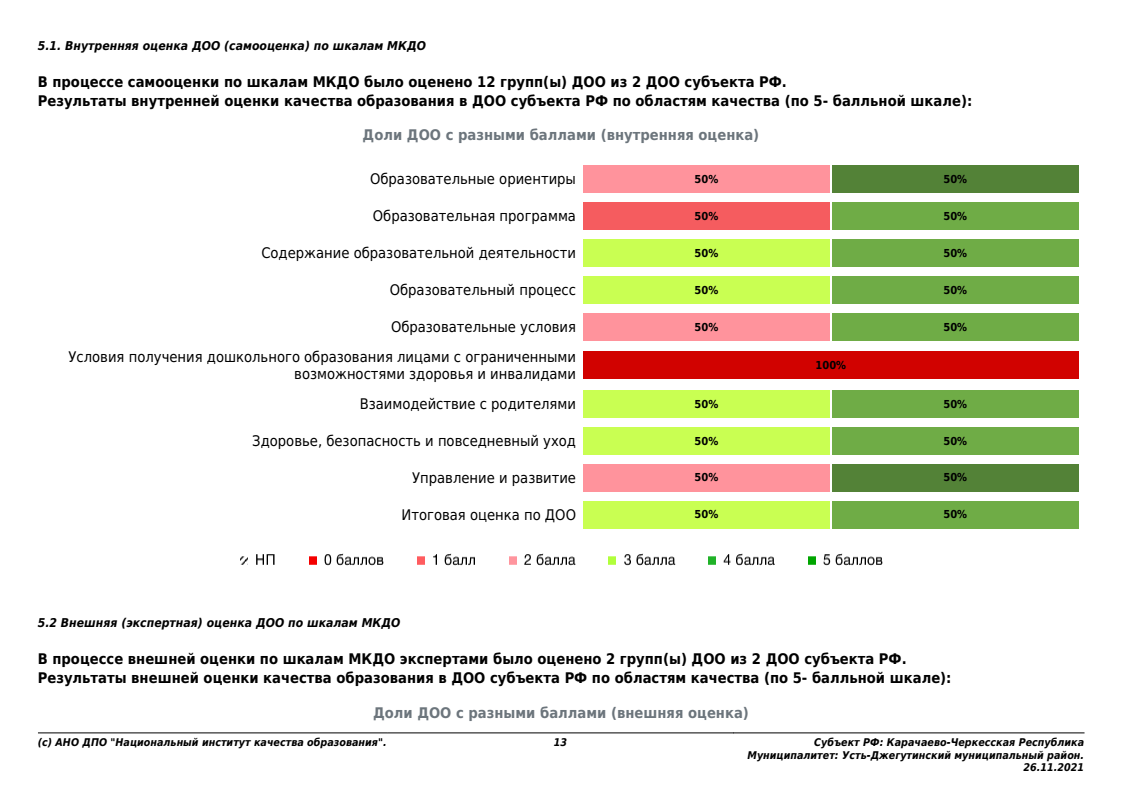 5.1. Внутренняя оценка ДОО (самооценка) по шкалам МКДО
В процессе самооценки по шкалам МКДО было оценено 12 групп(ы) ДОО из 2 ДОО субъекта РФ.
Результаты внутренней оценки качества образования в ДОО субъекта РФ по областям качества (по 5- балльной шкале):
Доли ДОО с разными баллами (внутренняя оценка)
Образовательные ориентиры 50% 50%
Образовательная программа 50% 50%
Содержание образовательной деятельности 50% 50%
Образовательный процесс 50% 50%
Образовательные условия 50% 50%
Условия получения дошкольного образования лицами с ограниченными
возможностями здоровья и инвалидами 100%
Взаимодействие с родителями 50% 50%
Здоровье, безопасность и повседневный уход 50% 50%
Управление и развитие 50% 50%
Итоговая оценка по ДОО 50% 50%
НП 0 баллов 1 балл 2 балла 3 балла 4 балла 5 баллов
5.2 Внешняя (экспертная) оценка ДОО по шкалам МКДО
В процессе внешней оценки по шкалам МКДО экспертами было оценено 2 групп(ы) ДОО из 2 ДОО субъекта РФ.
Результаты внешней оценки качества образования в ДОО субъекта РФ по областям качества (по 5- балльной шкале):
Доли ДОО с разными баллами (внешняя оценка)
(с) АНО ДПО "Национальный институт качества образования". 13 Субъект РФ: Карачаево-Черкесская Республика
Муниципалитет: Усть-Джегутинский муниципальный район.
26.11.2021